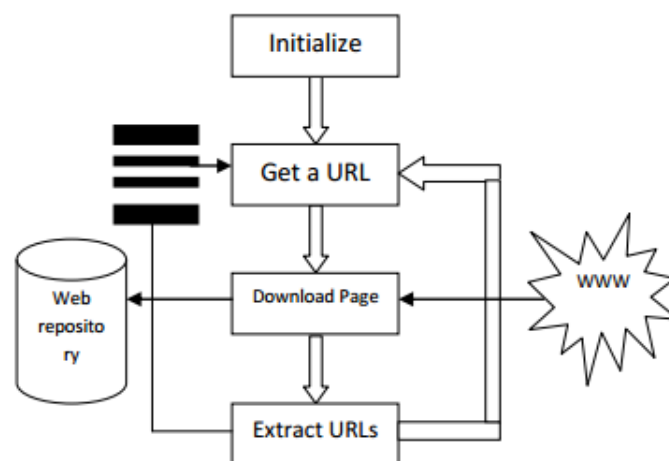 Initialize
Get a URL
Download Page
WWW
Web
reposito
ry
Extract URLs